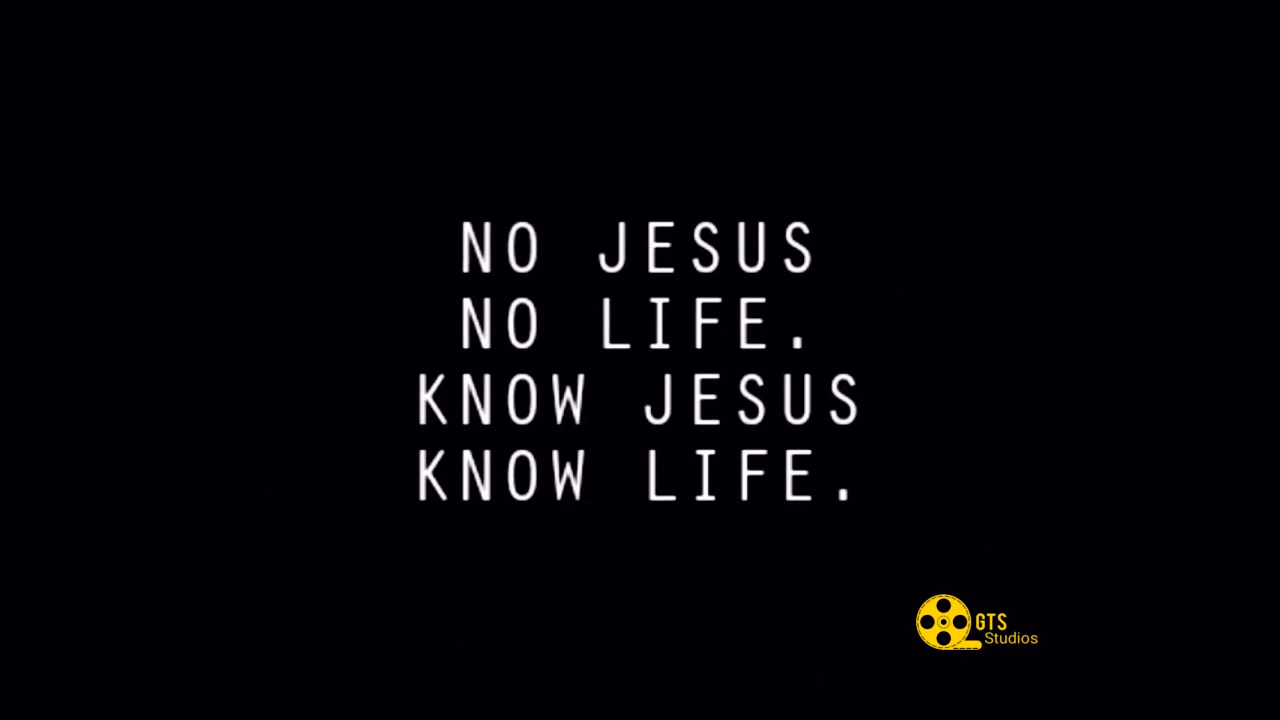 NO JESUS
NO LIFE.
KNOW JESUS
KNOW LIFE.
GTS
Studios